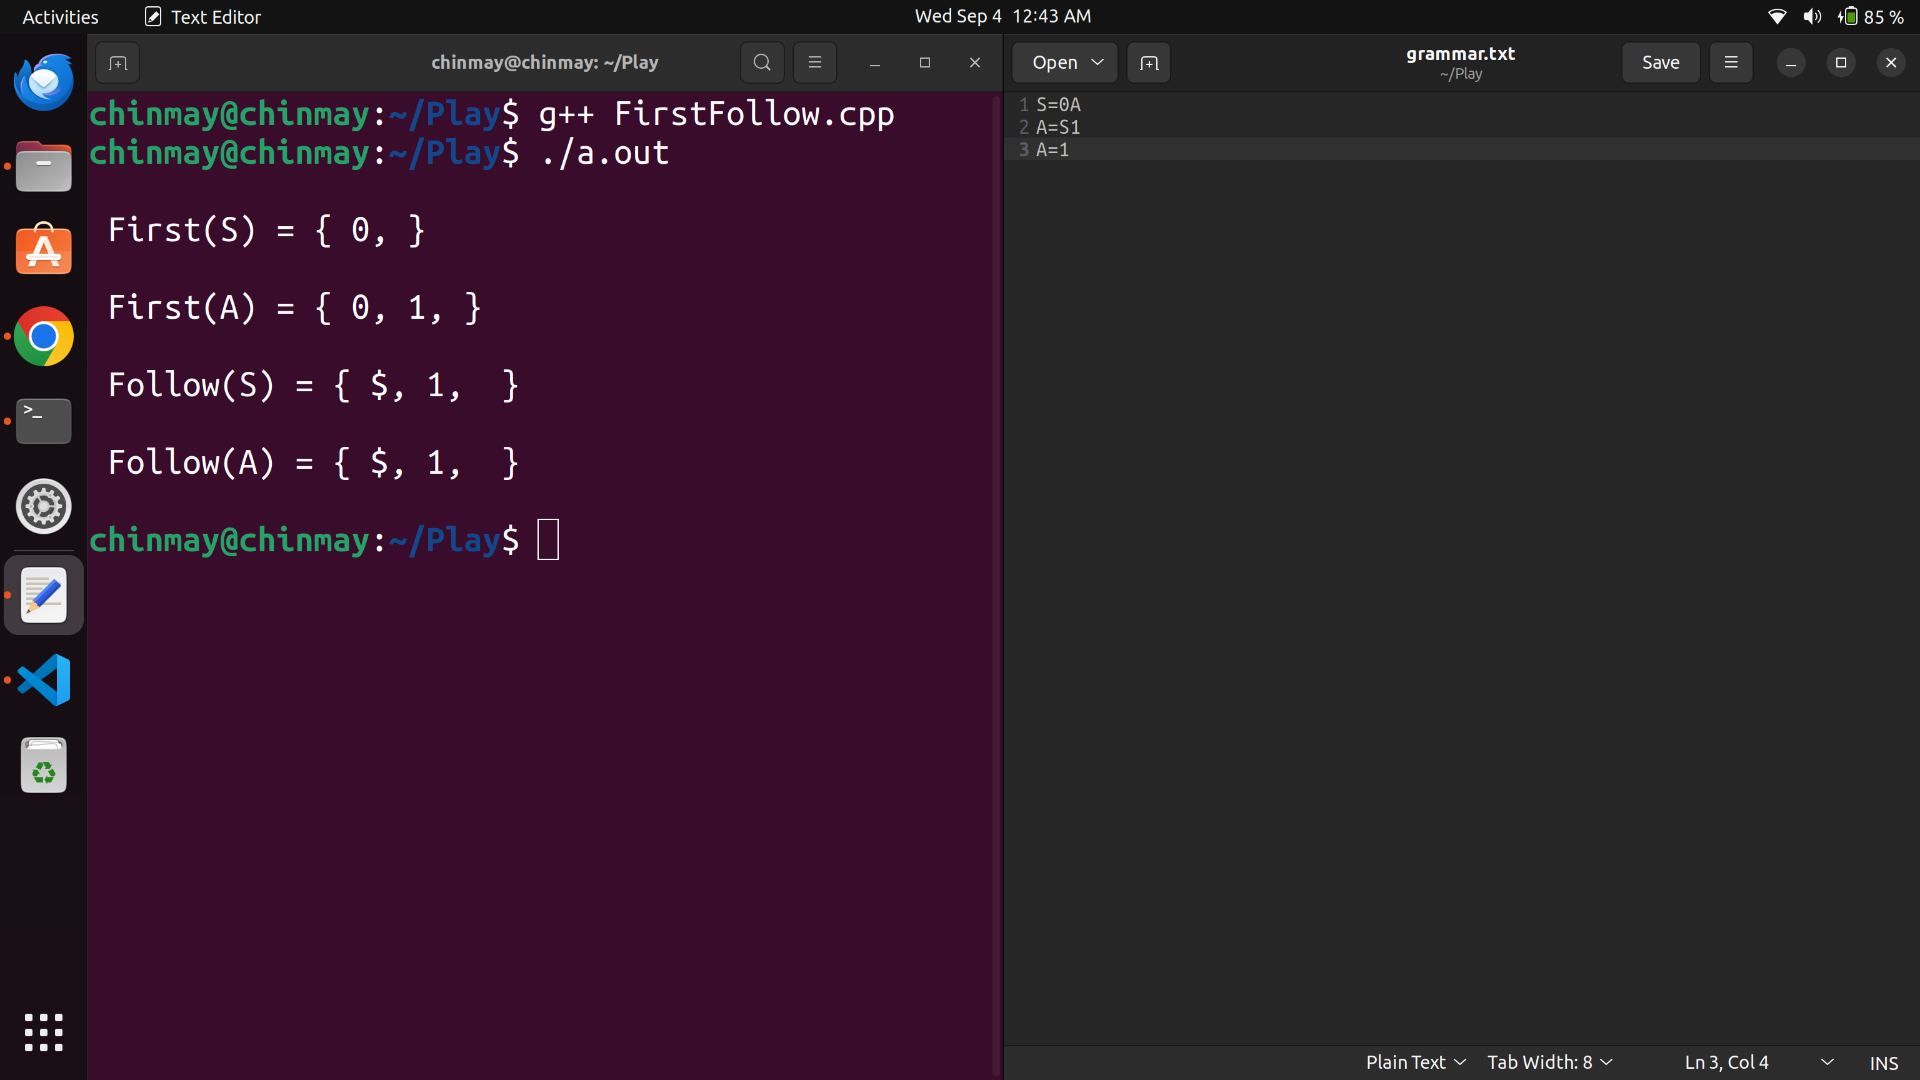 Activities Text Editor Wed Sep 4 12:43 AM 85 %
chinmay@chinmay: ~/Play
chinmay@chinmay:~/Play$ g++ FirstFollow.cpp
chinmay@chinmay:~/Play$ ./a.out
First(S) = { 0, }
First(A) = { 0, 1, }
Follow(S) = { $, 1,  }
Follow(A) = { $, 1,  }
chinmay@chinmay:~/Play$
Open grammar.txt Save
~/Play
1 S=0A
2 A=S1
3 A=1
Plain Text Tab Width: 8 Ln 3, Col 4 INS